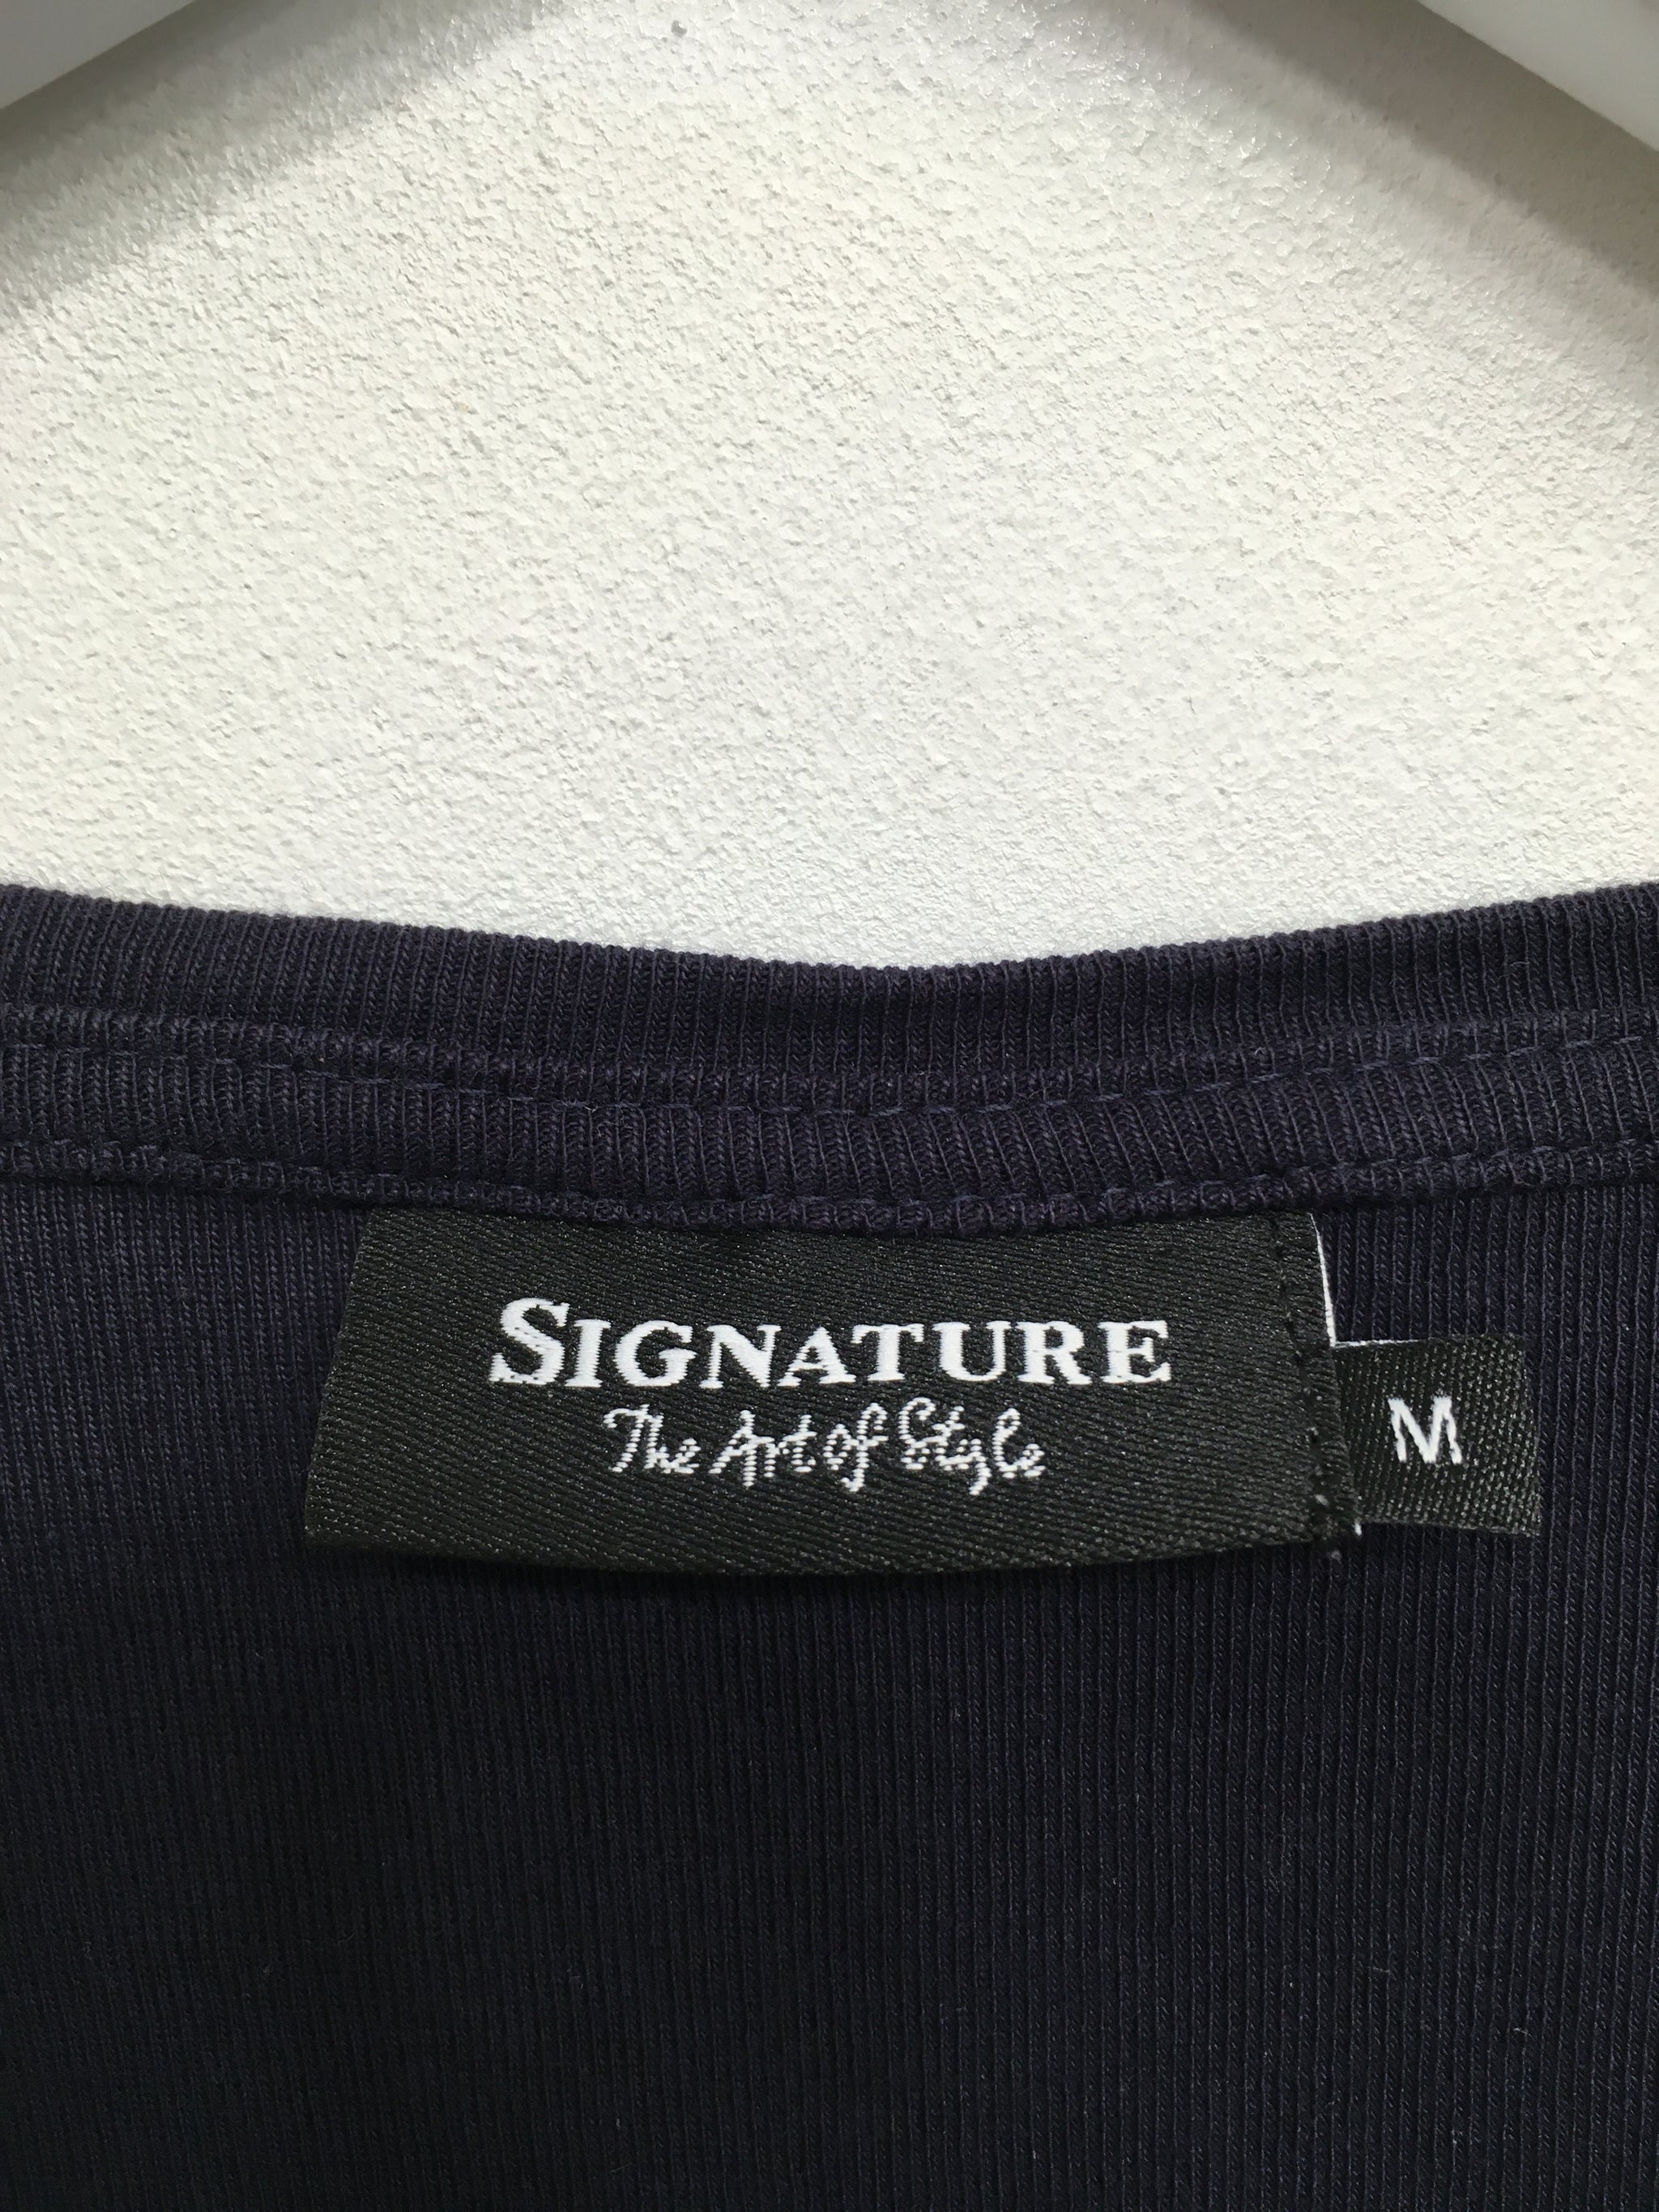 SIGNATURE
The Art of Style
M